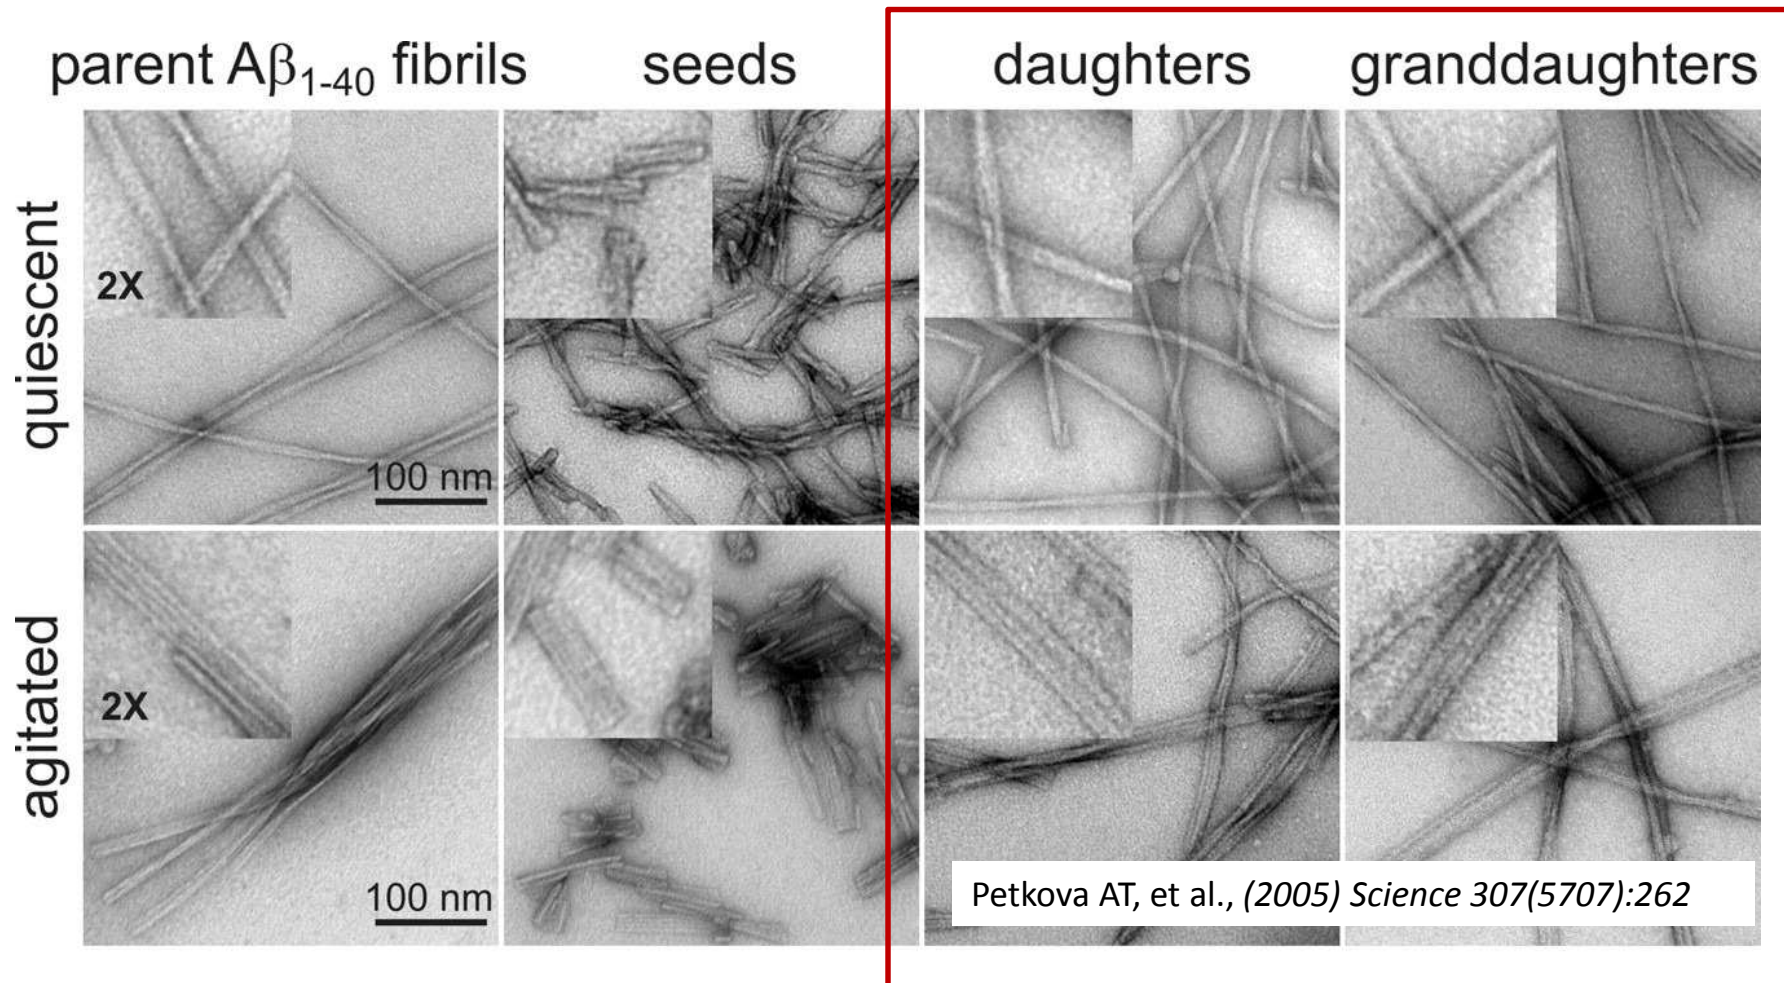 parent Aβ₁₋₄₀ fibrils seeds daughters granddaughters
quiescent
2X
100 nm
agitated
2X
100 nm
Petkova AT, et al., (2005) Science 307(5707):262